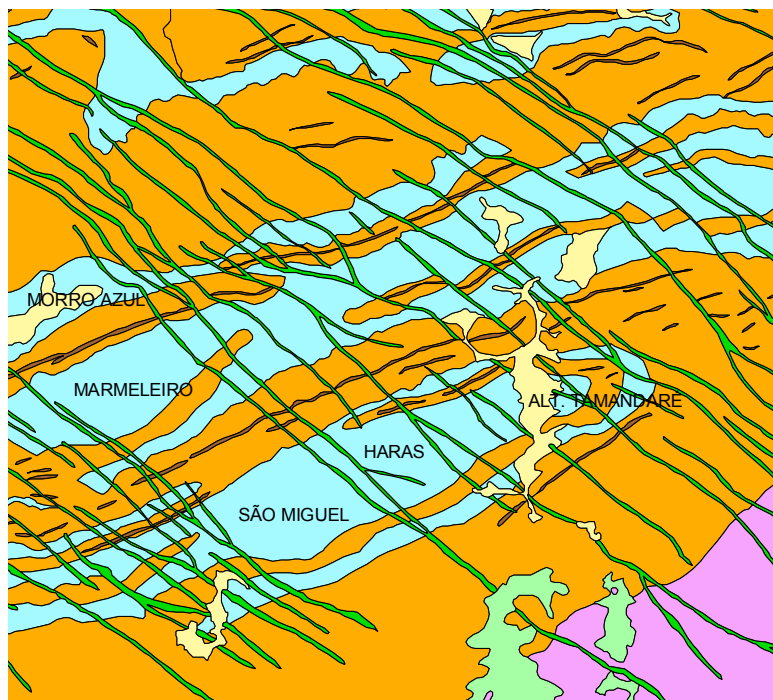 MORRO AZUL
MARMELEIRO
ALT. TAMANDARÉ
HARAS
SÃO MIGUEL